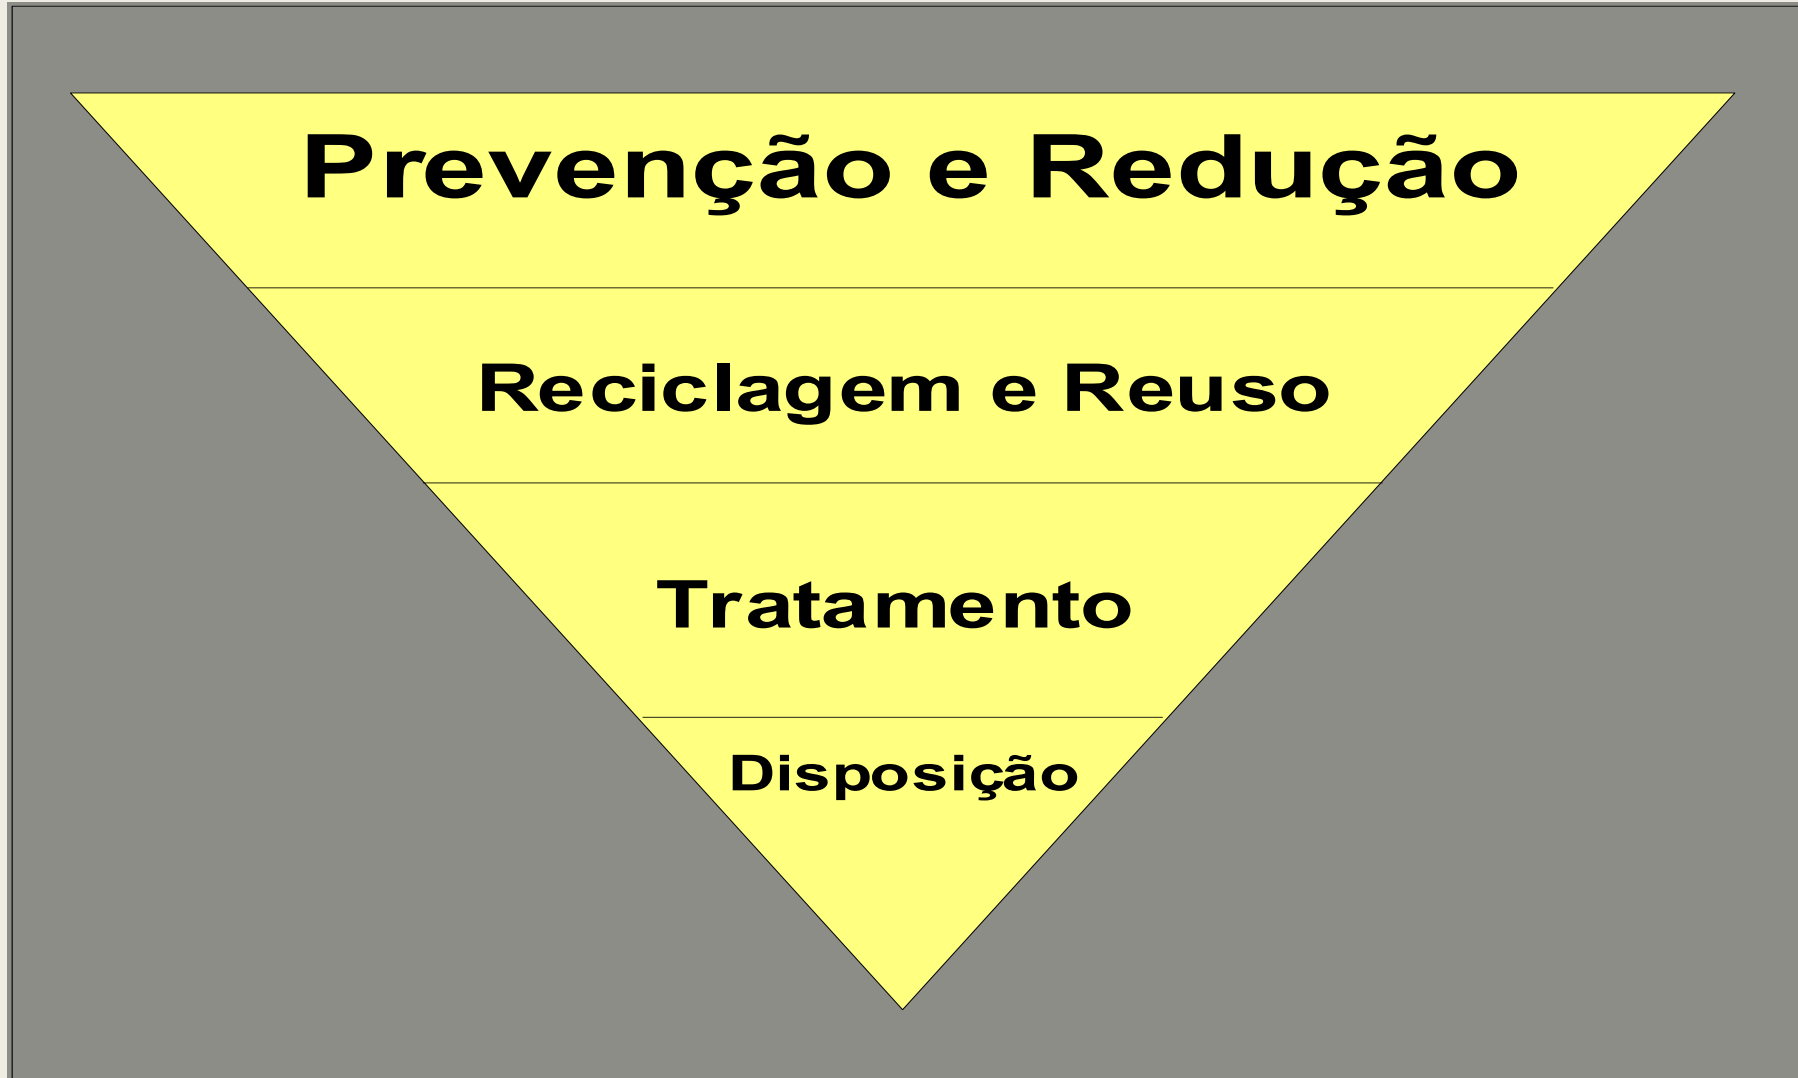 Prevenção e Redução
Reciclagem e Reuso
Tratamento
Disposição